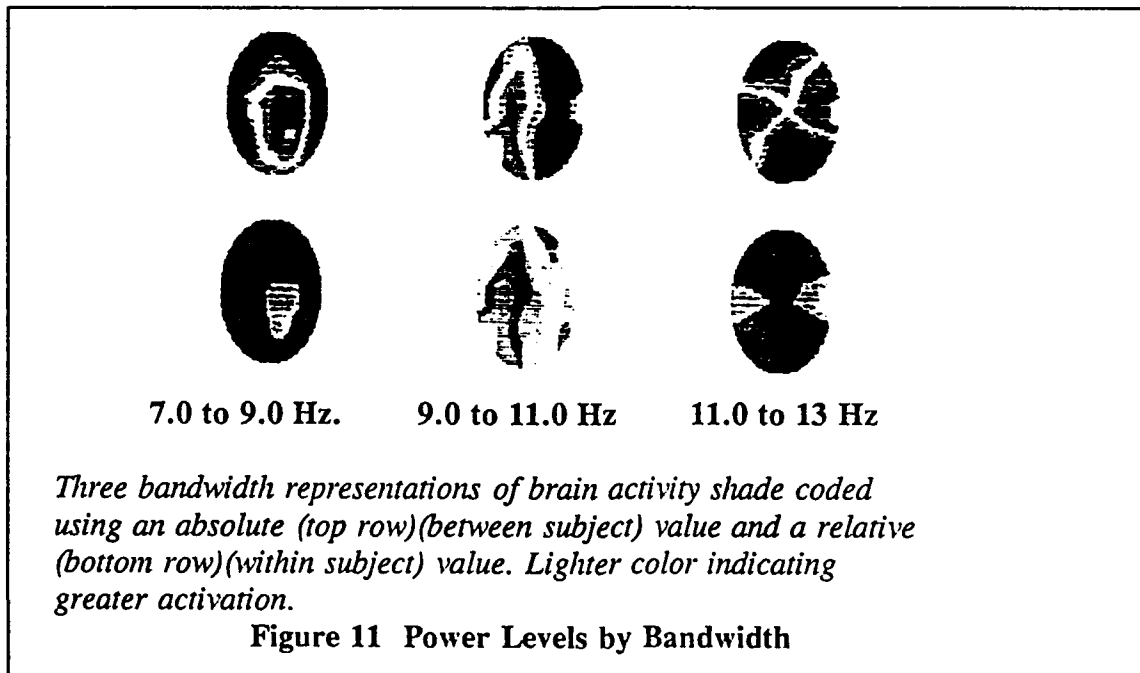 7.0 to 9.0 Hz. 9.0 to 11.0 Hz 11.0 to 13 Hz
Three bandwidth representations of brain activity shade coded
using an absolute (top row)(between subject) value and a relative
(bottom row)(within subject) value. Lighter color indicating
greater activation.
Figure 11 Power Levels by Bandwidth